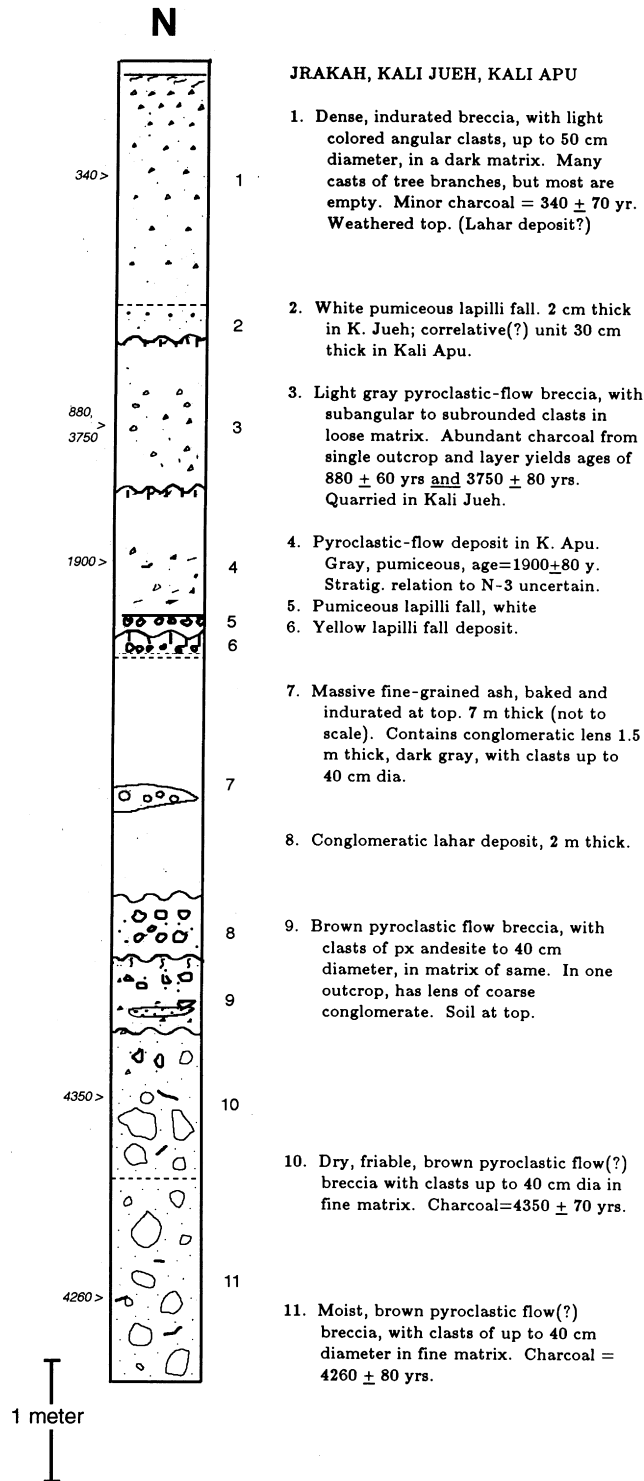 N
JRAKAH, KALI JUEH, KALI APU
1. Dense, indurated breccia, with light
colored angular clasts, up to 50 cm
diameter, in a dark matrix. Many
casts of tree branches, but most are
empty. Minor charcoal = 340 ± 70 yr.
Weathered top. (Lahar deposit?)
340 >
1
2. White pumiceous lapilli fall. 2 cm thick
in K. Jueh; correlative(?) unit 30 cm
thick in Kali Apu.
2
3. Light gray pyroclastic-flow breccia, with
subangular to subrounded clasts in
loose matrix. Abundant charcoal from
single outcrop and layer yields ages of
880 ± 60 yrs and 3750 ± 80 yrs.
Quarried in Kali Jueh.
880, >
3750
3
4. Pyroclastic-flow deposit in K. Apu.
Gray, pumiceous, age=1900±80 y.
Stratig. relation to N-3 uncertain.
1900 >
4
5. Pumiceous lapilli fall, white
5
6. Yellow lapilli fall deposit.
6
7. Massive fine-grained ash, baked and
indurated at top. 7 m thick (not to
scale). Contains conglomeratic lens 1.5
m thick, dark gray, with clasts up to
40 cm dia.
7
8. Conglomeratic lahar deposit, 2 m thick.
8
9. Brown pyroclastic flow breccia, with
clasts of px andesite to 40 cm
diameter, in matrix of same. In one
outcrop, has lens of coarse
conglomerate. Soil at top.
9
4350 >
10
10. Dry, friable, brown pyroclastic flow(?)
breccia with clasts up to 40 cm dia in
fine matrix. Charcoal=4350 ± 70 yrs.
4260 >
11
11. Moist, brown pyroclastic flow(?)
breccia, with clasts of up to 40 cm
diameter in fine matrix. Charcoal =
4260 ± 80 yrs.
1 meter